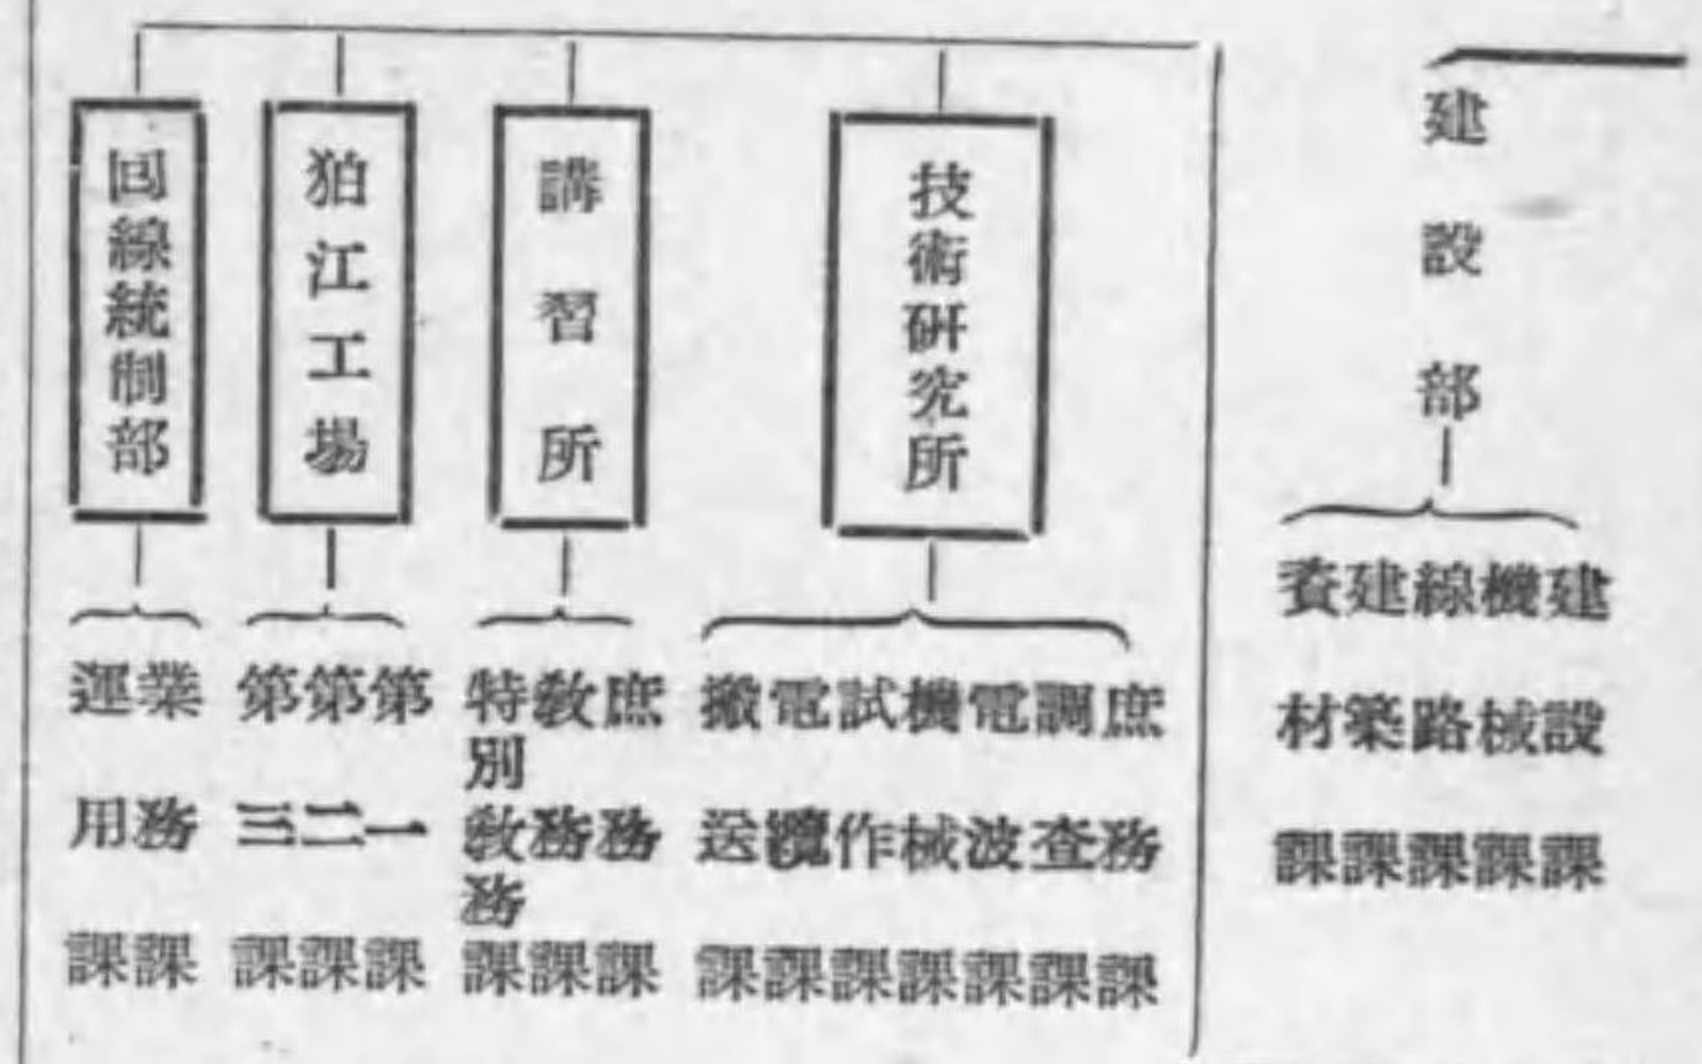 建設部
建設課
機械課
線路課
建築課
資材課
技術研究所
庶務課
調査課
電波課
機械課
試作課
電纜課
搬送課
講習所
庶務課
教務課
特別教務課
狛江工場
第一課
第二課
第三課
回線統制部
業務課
運用課